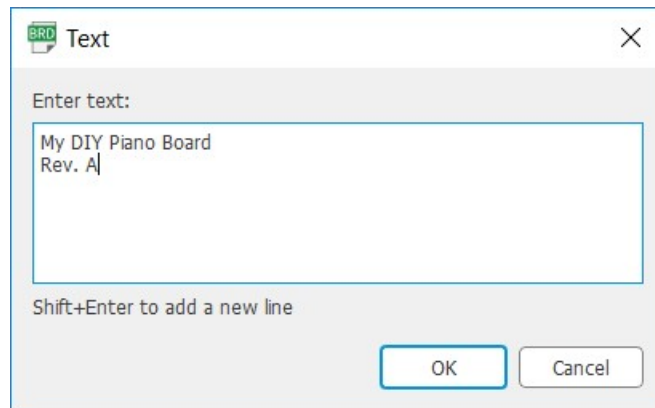 BRD
Text
Enter text:
My DIY Piano Board
Rev. A
Shift+Enter to add a new line
OK
Cancel